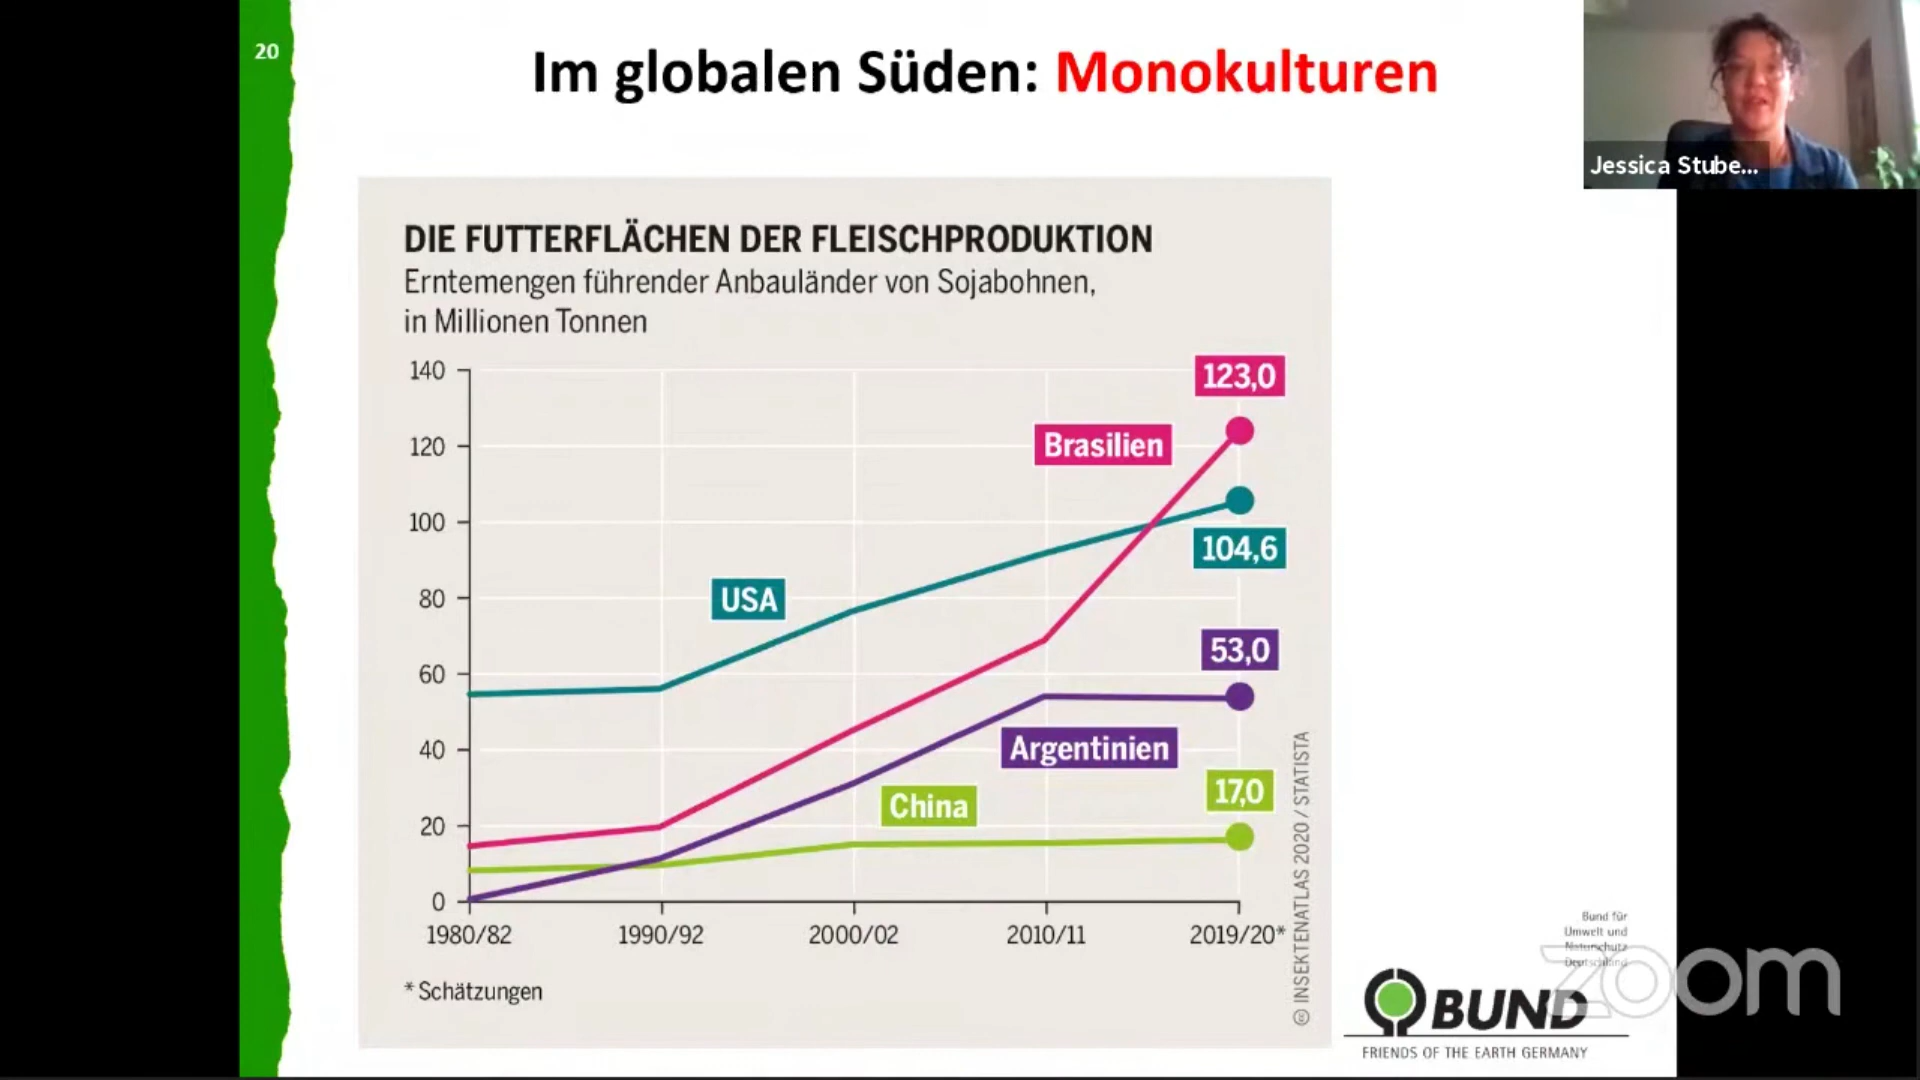 20
Im globalen Süden: Monokulturen
Jessica Stube...
DIE FUTTERFLÄCHEN DER FLEISCHPRODUKTION
Erntemengen führender Anbauländer von Sojabohnen,
in Millionen Tonnen
140
120
100
80
60
40
20
0
123,0
Brasilien
104,6
USA
53,0
Argentinien
17,0
China
1980/82
1990/92
2000/02
2010/11
2019/20*
* Schätzungen
© INSEKTENATLAS 2020 / STATISTA
Bund für
Umwelt und
Naturschutz
Deutschland
BUND
FRIENDS OF THE EARTH GERMANY
zoom